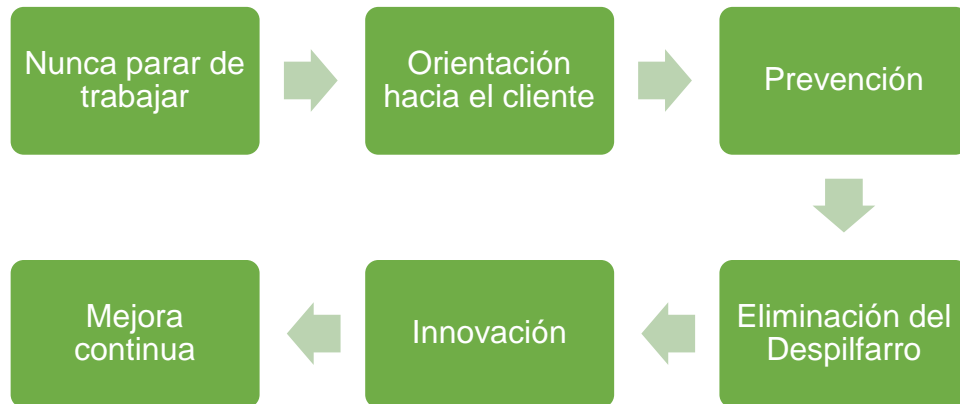 Nunca parar de
trabajar
Orientación
hacia el cliente
Prevención
Eliminación del
Despilfarro
Innovación
Mejora
continua